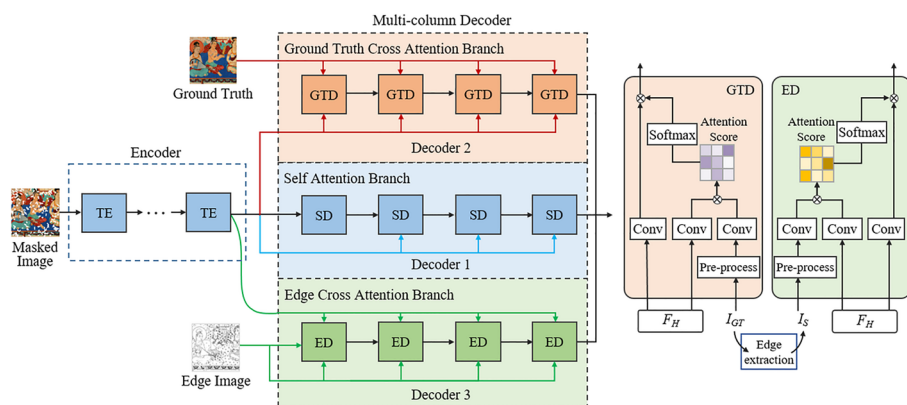 Multi-column Decoder
Ground Truth Cross Attention Branch
Ground Truth
GTD
GTD
GTD
GTD
Decoder 2
Encoder
Self Attention Branch
TE
...
TE
SD
SD
SD
SD
Masked
Image
Decoder 1
Edge Cross Attention Branch
ED
ED
ED
ED
Edge Image
Decoder 3
GTD
Softmax
Attention
Score
Conv
Conv
Conv
Pre-process
F_H
I_GT
ED
Attention
Score
Softmax
Conv
Conv
Conv
Pre-process
I_S
F_H
Edge
extraction